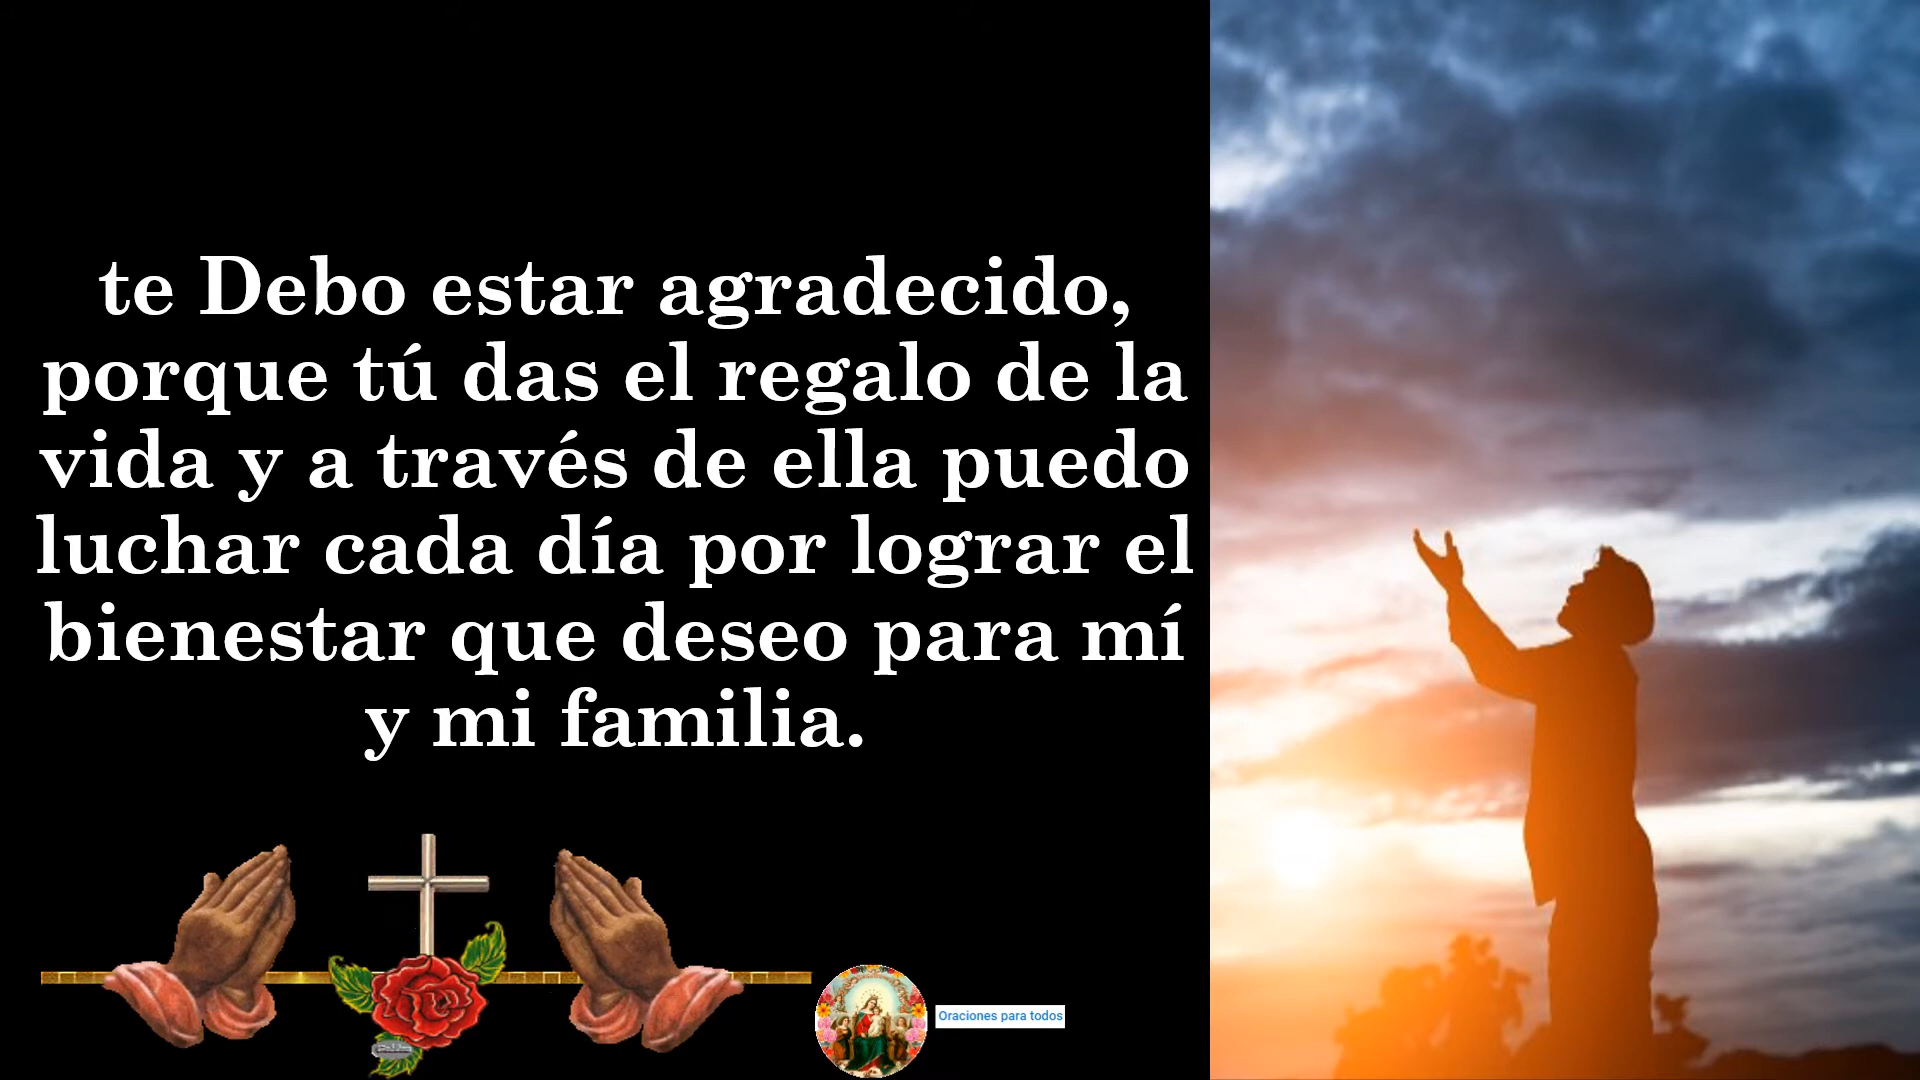 te Debo estar agradecido,
porque tú das el regalo de la
vida y a través de ella puedo
luchar cada día por lograr el
bienestar que deseo para mí
y mi familia.
Oraciones para todos